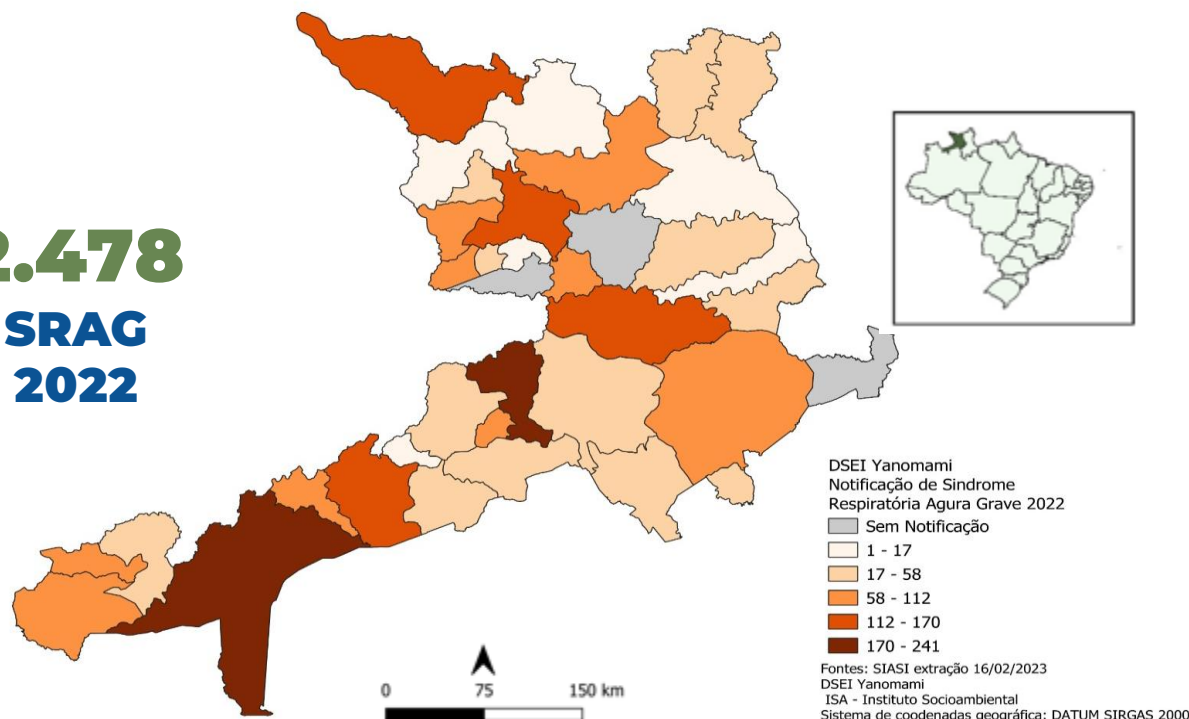 2.478
SRAG
2022
DSEI Yanomami
Notificação de Sindrome
Respiratória Agura Grave 2022
Sem Notificação
1 - 17
17 - 58
58 - 112
112 - 170
170 - 241
0 75 150 km
Fontes: SIASI extração 16/02/2023
DSEI Yanomami
ISA - Instituto Socioambiental
Sistema de coodenadas geográfica: DATUM SIRGAS 2000